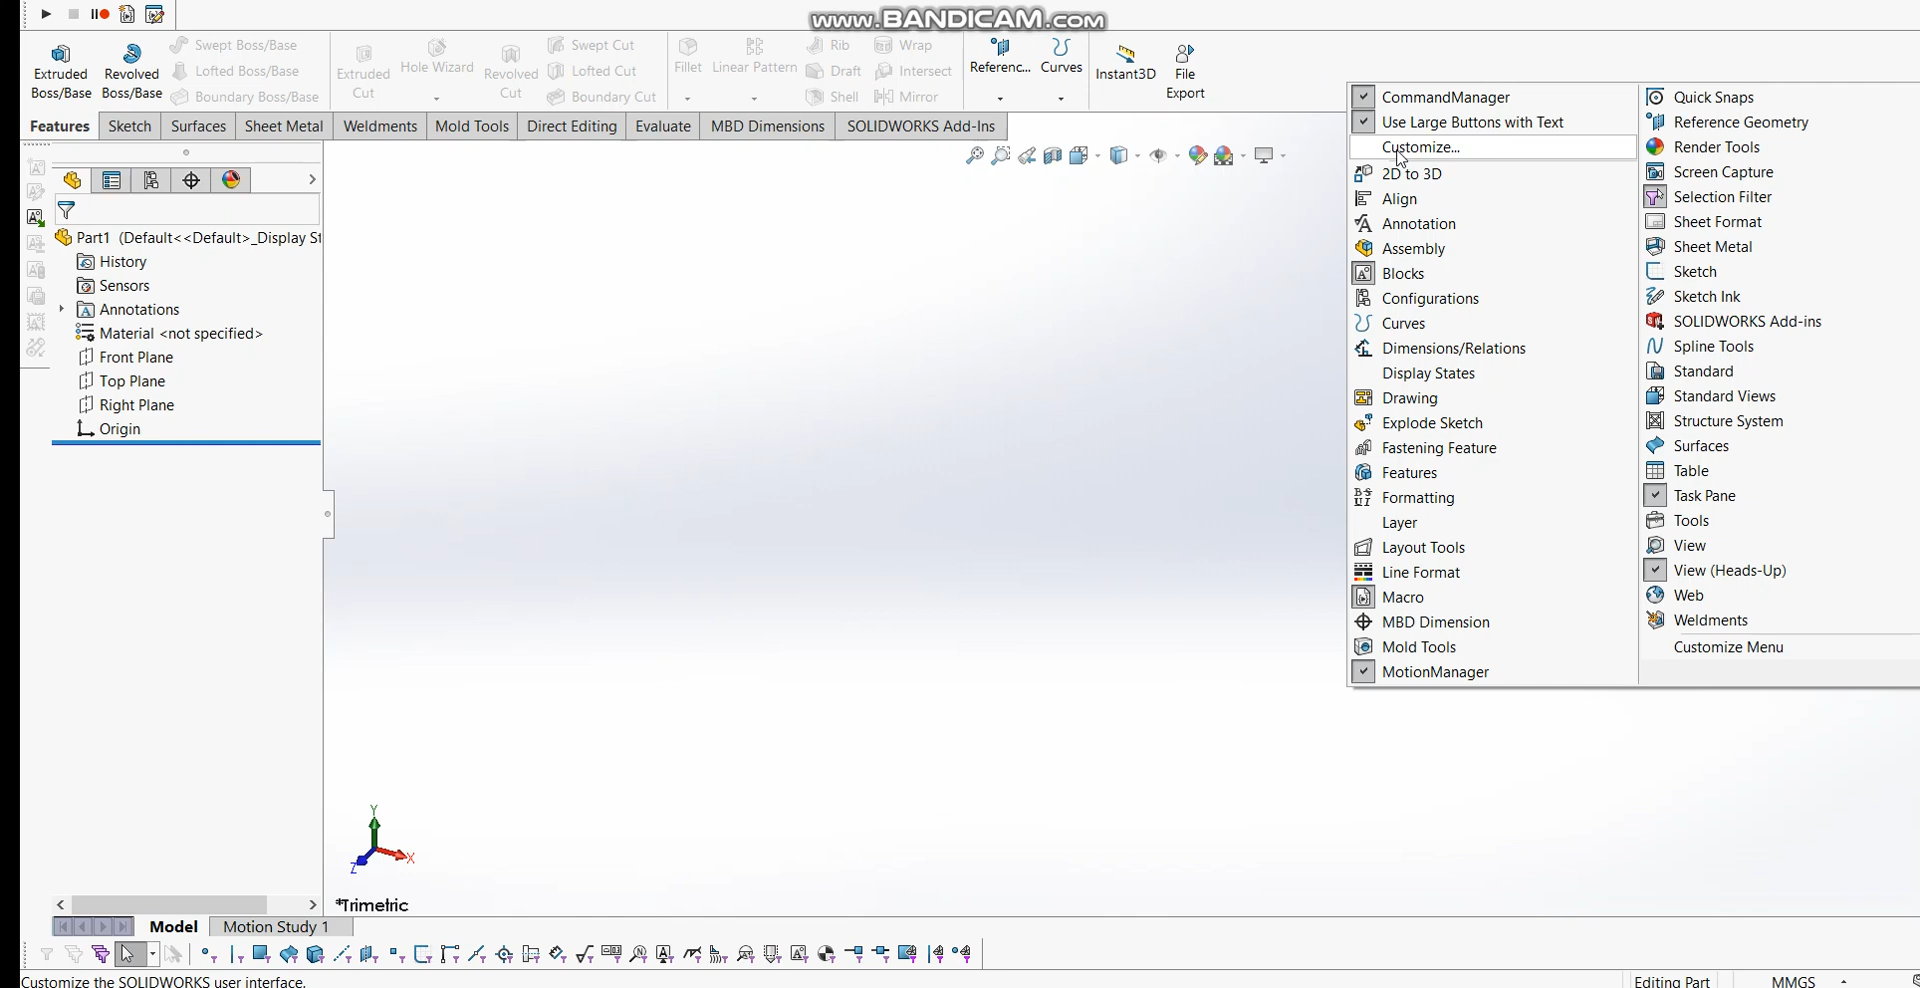 www.BANDICAM.com
Extruded Boss/Base
Revolved Boss/Base
Swept Boss/Base
Lofted Boss/Base
Boundary Boss/Base
Extruded Cut
Hole Wizard
Revolved Cut
Swept Cut
Lofted Cut
Boundary Cut
Fillet
Linear Pattern
Rib
Draft
Shell
Wrap
Intersect
Mirror
Referenc...
Curves
Instant3D
File Export
Features
Sketch
Surfaces
Sheet Metal
Weldments
Mold Tools
Direct Editing
Evaluate
MBD Dimensions
SOLIDWORKS Add-Ins
Part1 (Default<<Default>_Display St
History
Sensors
Annotations
Material <not specified>
Front Plane
Top Plane
Right Plane
Origin
CommandManager
Use Large Buttons with Text
Customize...
2D to 3D
Align
Annotation
Assembly
Blocks
Configurations
Curves
Dimensions/Relations
Display States
Drawing
Explode Sketch
Fastening Feature
Features
Formatting
Layer
Layout Tools
Line Format
Macro
MBD Dimension
Mold Tools
MotionManager
Quick Snaps
Reference Geometry
Render Tools
Screen Capture
Selection Filter
Sheet Format
Sheet Metal
Sketch
Sketch Ink
SOLIDWORKS Add-ins
Spline Tools
Standard
Standard Views
Structure System
Surfaces
Table
Task Pane
Tools
View
View (Heads-Up)
Web
Weldments
Customize Menu
Y
X
Z
*Trimetric
Model
Motion Study 1
Customize the SOLIDWORKS user interface.
Editing Part
MMGS